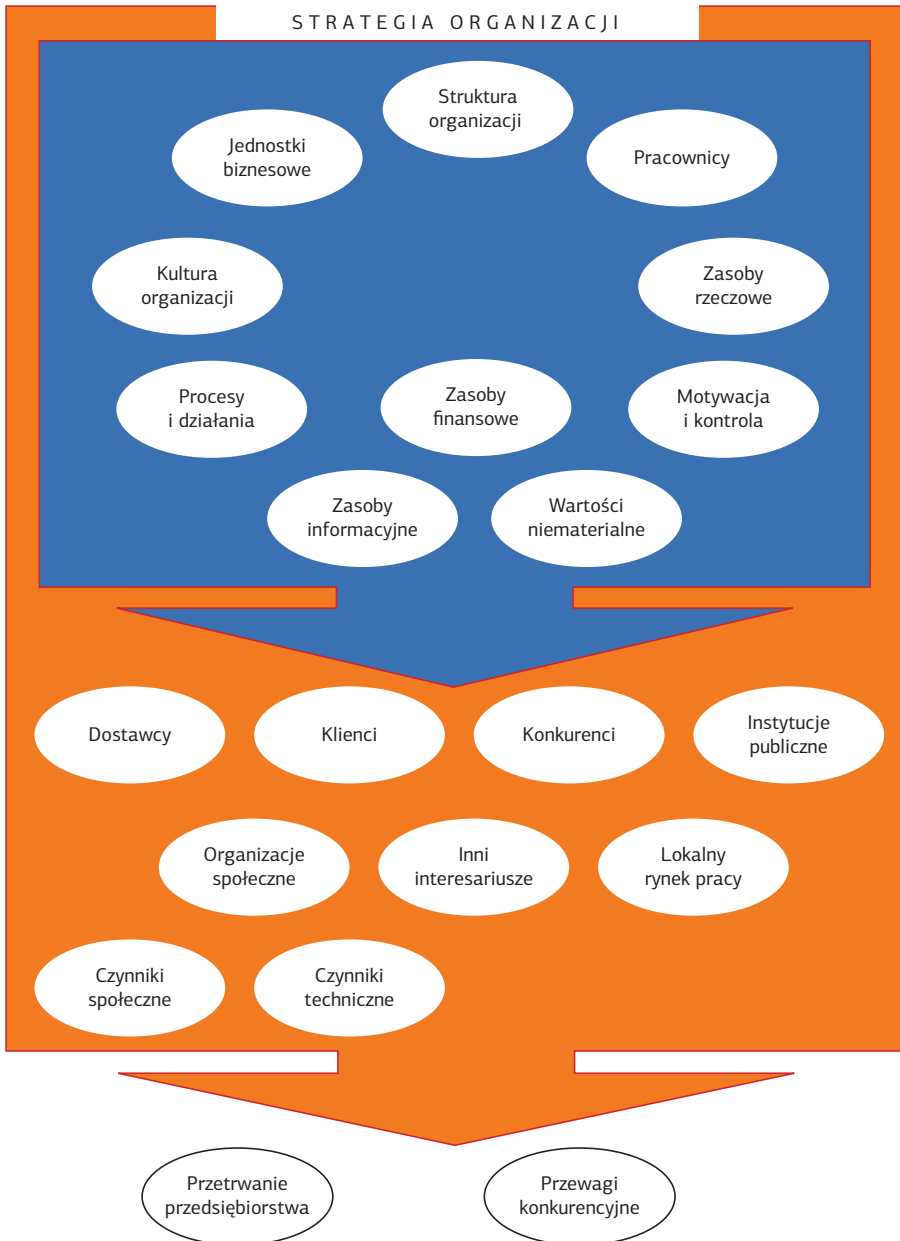 STRATEGIA ORGANIZACJI
Struktura
organizacji
Jednostki
biznesowe
Pracownicy
Kultura
organizacji
Zasoby
rzeczowe
Procesy
i działania
Zasoby
finansowe
Motywacja
i kontrola
Zasoby
informacyjne
Wartości
niematerialne
Dostawcy
Klienci
Konkurenci
Instytucje
publiczne
Organizacje
społeczne
Inni
interesariusze
Lokalny
rynek pracy
Czynniki
społeczne
Czynniki
techniczne
Przetrwanie
przedsiębiorstwa
Przewagi
konkurencyjne